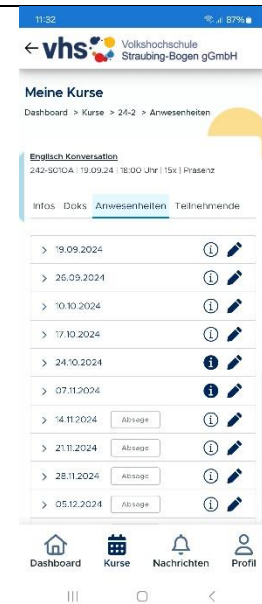 11:32 87%
vhs Volkshochschule
Straubing-Bogen gGmbH
Meine Kurse
Dashboard > Kurse > 24-2 > Anwesenheiten
Englisch Konversation
242-S010A | 19.09.24 | 18:00 Uhr | 15x | Präsenz
Infos Doks Anwesenheiten Teilnehmende
> 19.09.2024
> 26.09.2024
> 10.10.2024
> 17.10.2024
> 24.10.2024
> 07.11.2024
> 14.11.2024 Absage
> 21.11.2024 Absage
> 28.11.2024 Absage
> 05.12.2024 Absage
Dashboard Kurse Nachrichten Profil